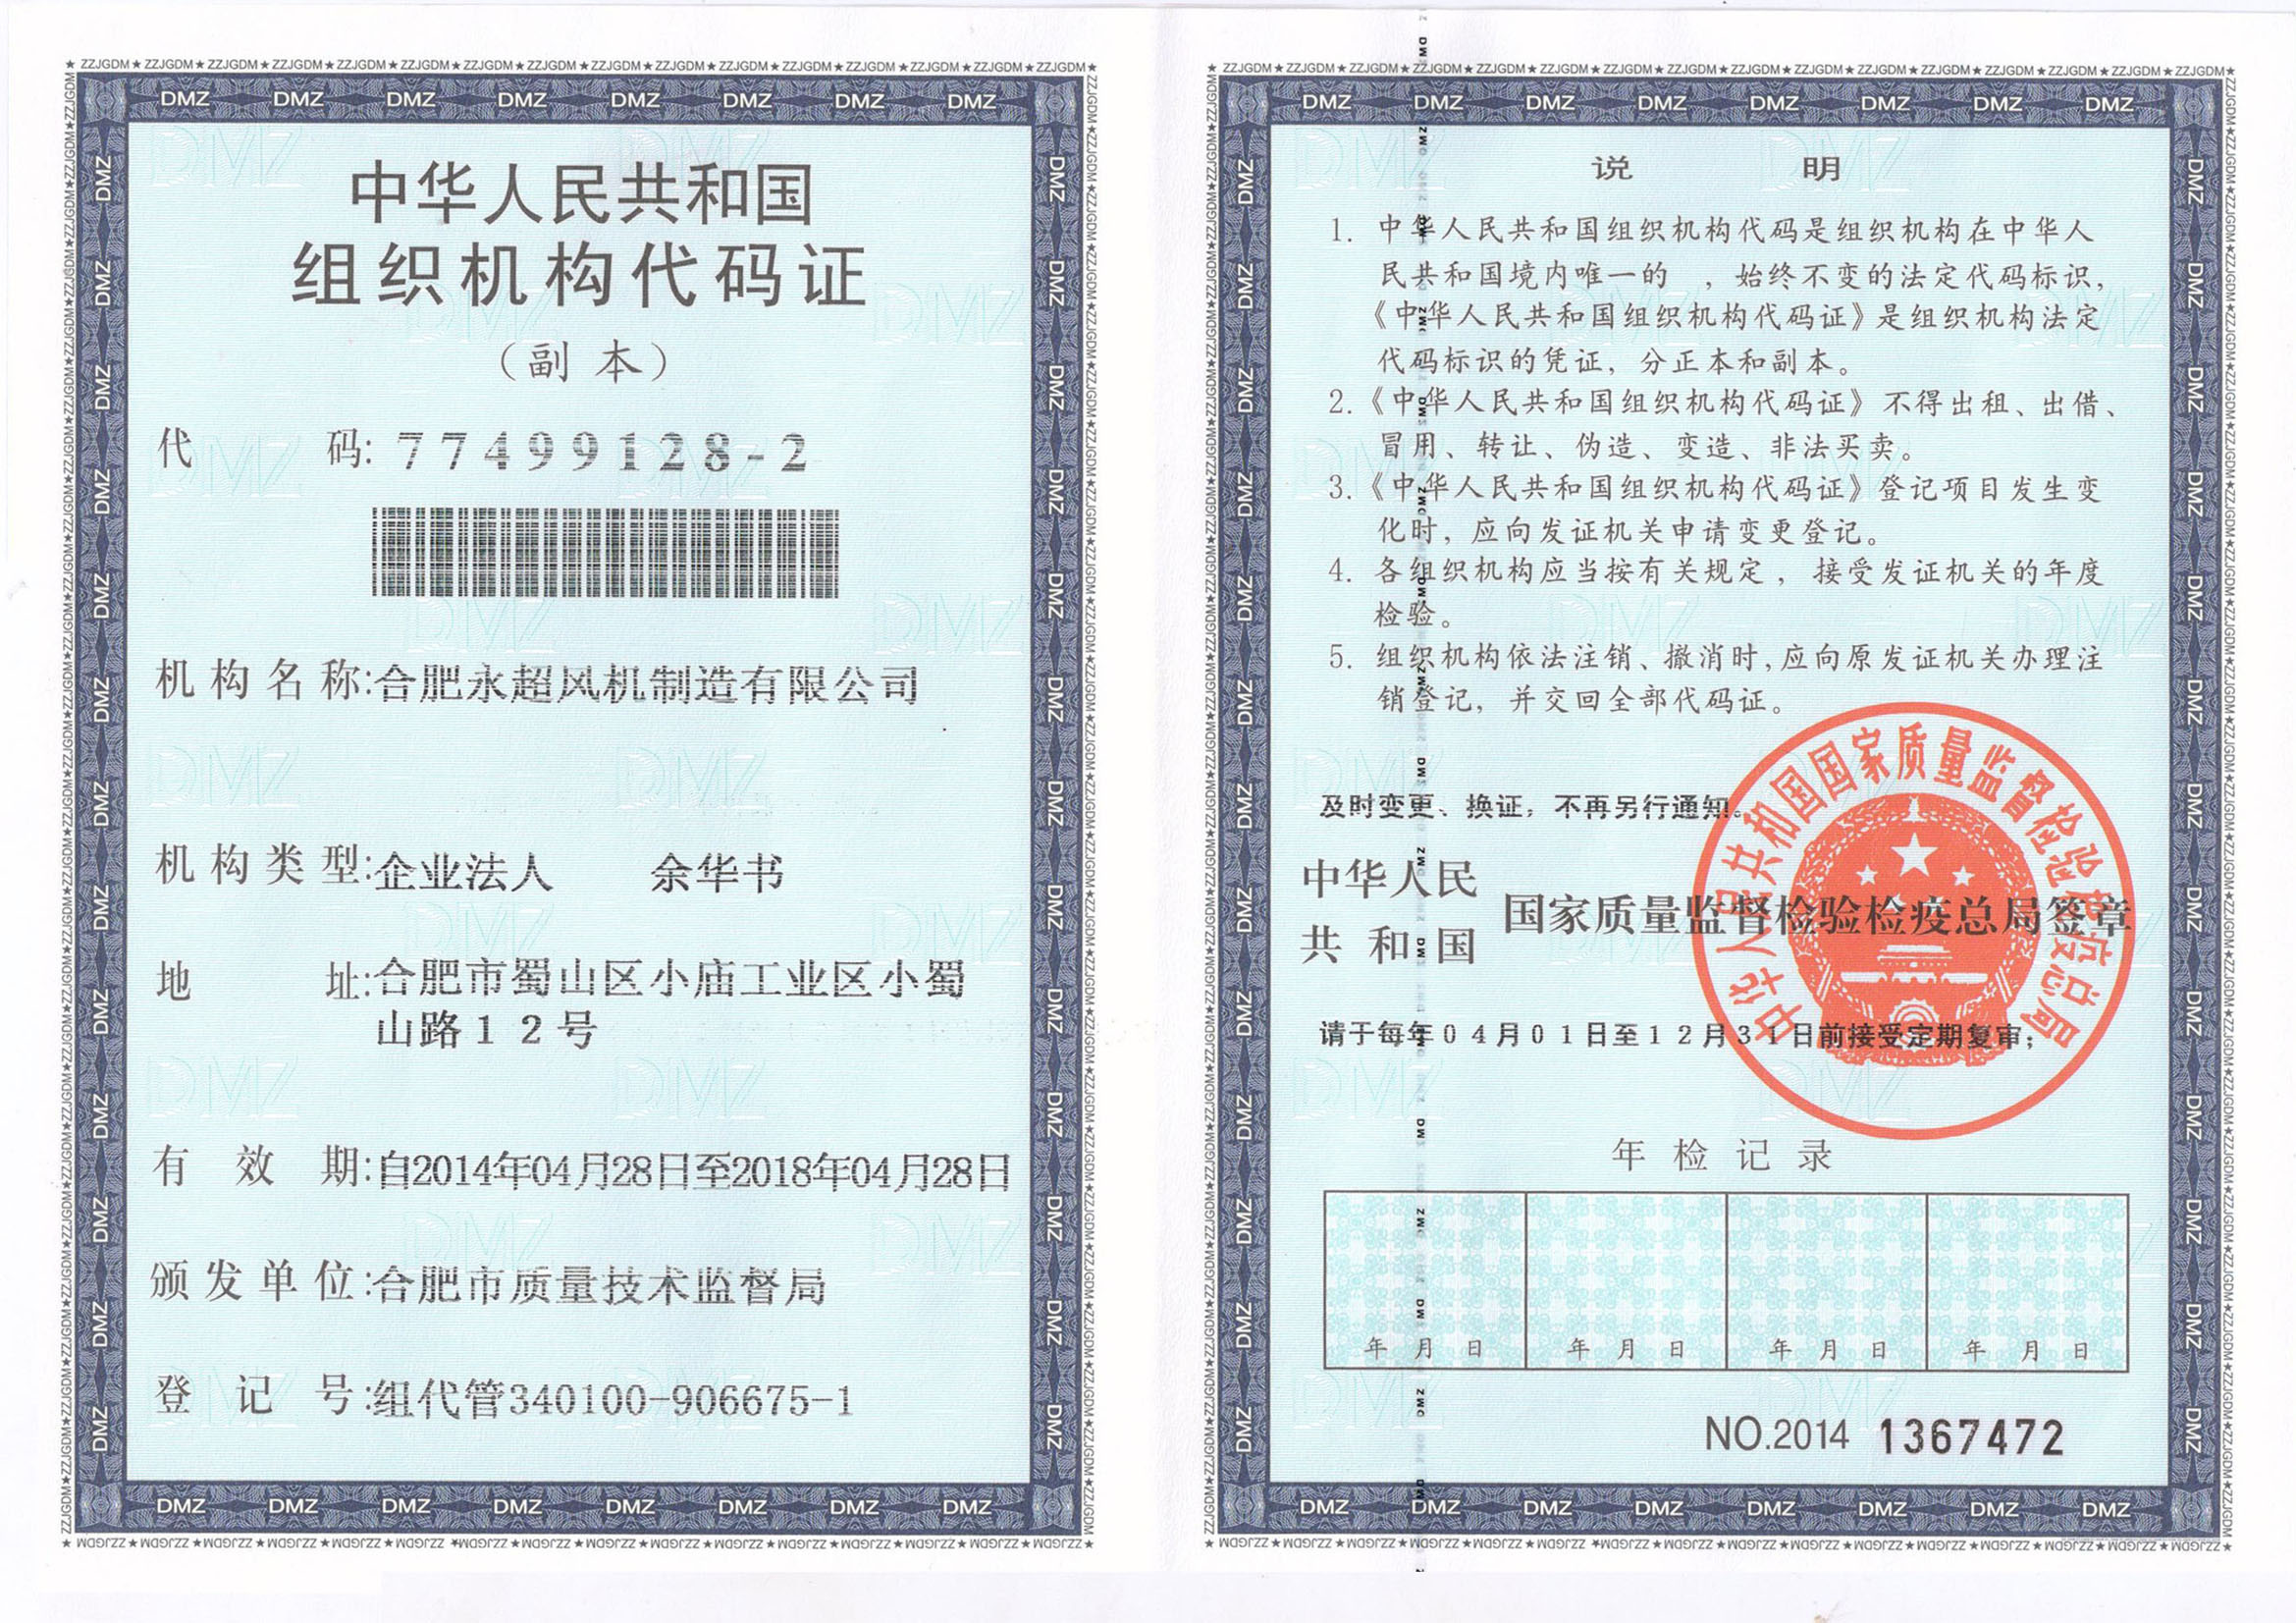 中华人民共和国
组织机构代码证
（副 本）
代 码: 77499128-2
机构名称:合肥永超风机制造有限公司
机构类型:企业法人 余华书
地 址:合肥市蜀山区小庙工业区小蜀
山路12号
有 效 期:自2014年04月28日至2018年04月28日
颁发单位:合肥市质量技术监督局
登 记 号:组代管340100-906675-1
说 明
1. 中华人民共和国组织机构代码是组织机构在中华人
民共和国境内唯一的 ，始终不变的法定代码标识，
《中华人民共和国组织机构代码证》是组织机构法定
代码标识的凭证，分正本和副本。
2.《中华人民共和国组织机构代码证》不得出租、出借、
冒用、转让、伪造、变造、非法买卖。
3.《中华人民共和国组织机构代码证》登记项目发生变
化时，应向发证机关申请变更登记。
4. 各组织机构应当按有关规定，接受发证机关的年度
检验。
5. 组织机构依法注销、撤消时,应向原发证机关办理注
销登记，并交回全部代码证。
及时变更、换证，不再另行通知。
中华人民
共 和 国
国家质量监督检验检疫总局签章
中华人民共和国国家质量监督检验检疫总局
请于每年04月01日至12月31日前接受定期复审；
年 检 记 录
年 月 日 年 月 日 年 月 日 年 月 日
NO.2014 1367472
DMZ
ZZJGDM